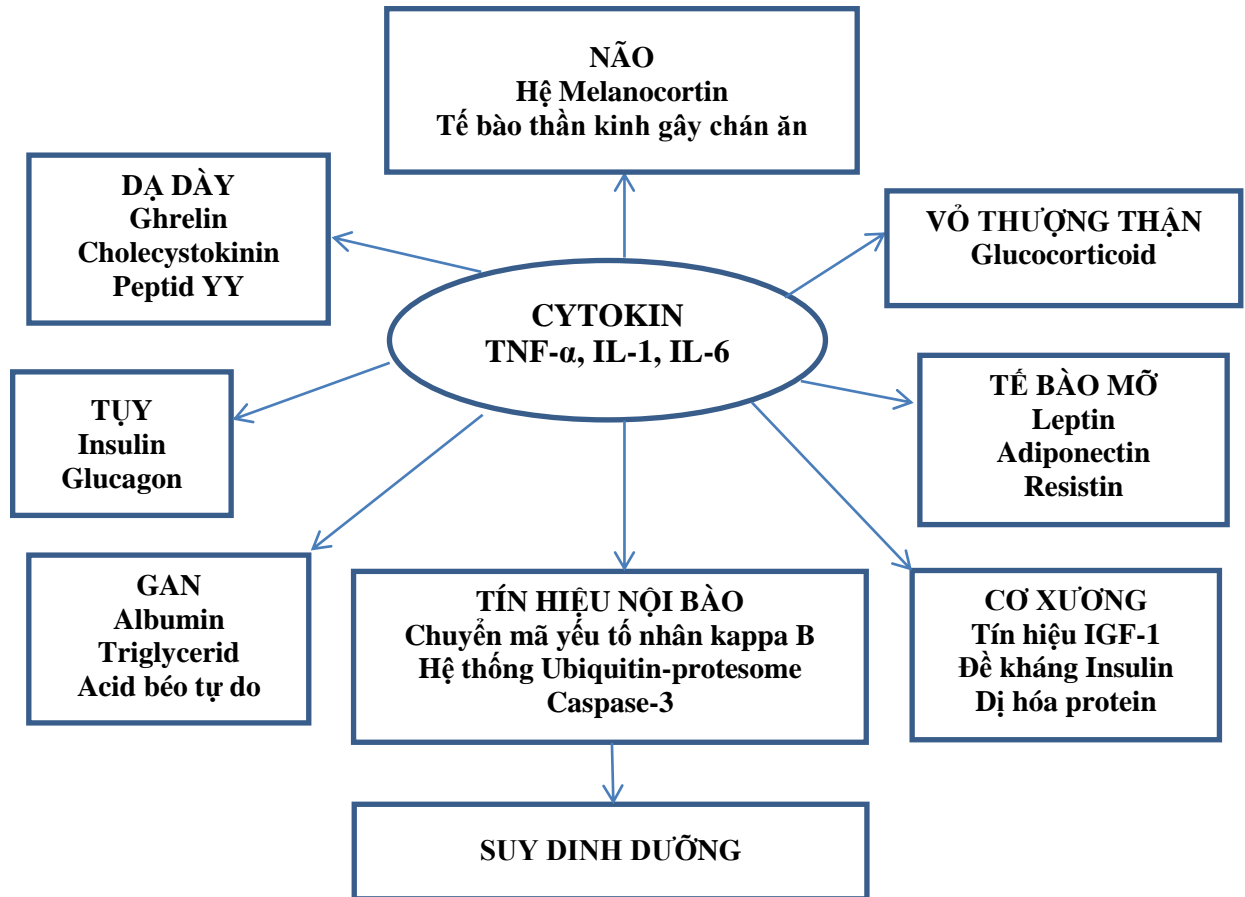 NÃO
Hệ Melanocortin
Tế bào thần kinh gây chán ăn
DẠ DÀY
Ghrelin
Cholecystokinin
Peptid YY
VỎ THƯỢNG THẬN
Glucocorticoid
CYTOKIN
TNF-α, IL-1, IL-6
TỤY
Insulin
Glucagon
TẾ BÀO MỠ
Leptin
Adiponectin
Resistin
GAN
Albumin
Triglycerid
Acid béo tự do
TÍN HIỆU NỘI BÀO
Chuyển mã yếu tố nhân kappa B
Hệ thống Ubiquitin-protesome
Caspase-3
CƠ XƯƠNG
Tín hiệu IGF-1
Đề kháng Insulin
Dị hóa protein
SUY DINH DƯỠNG